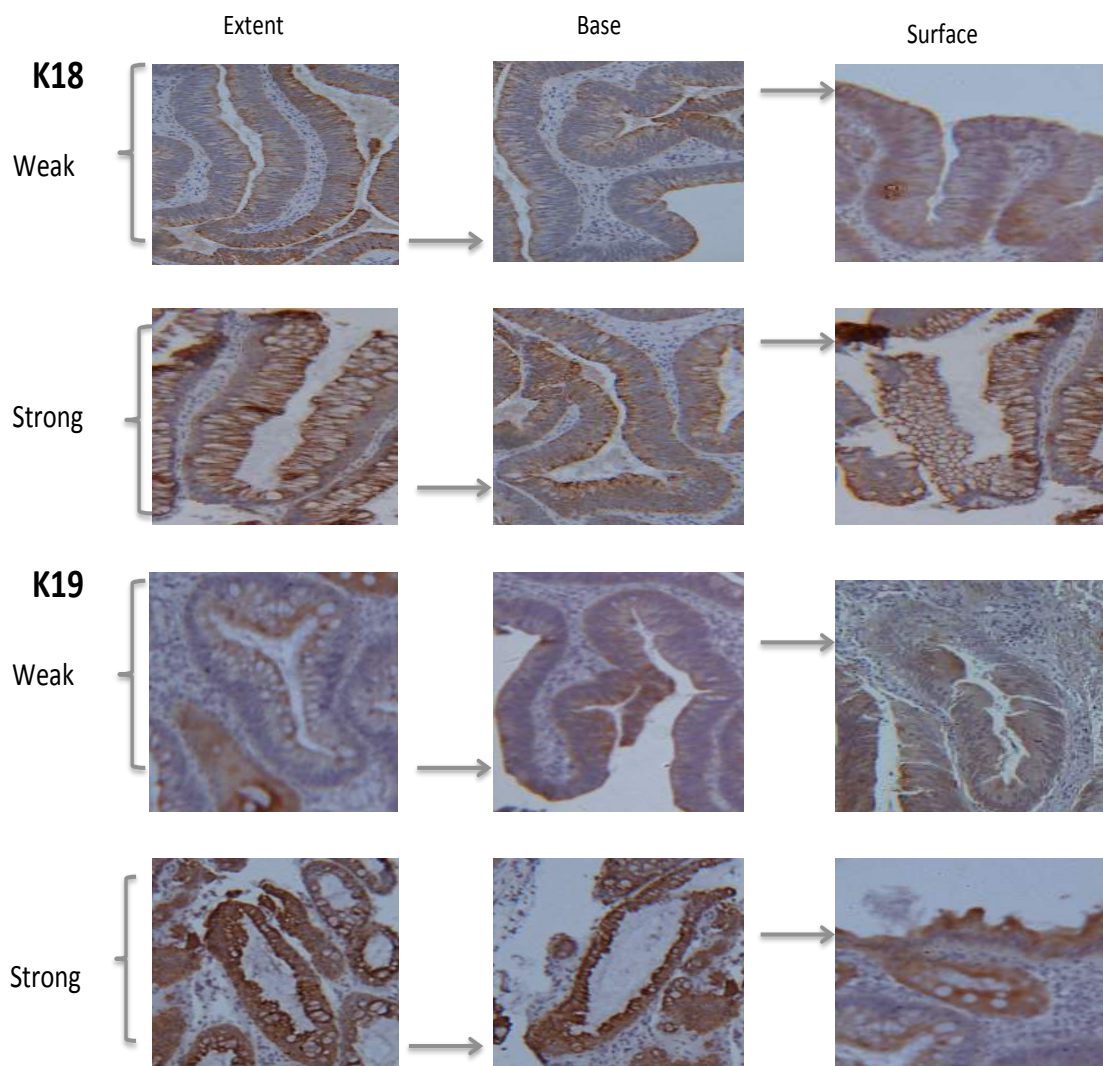 Extent
Base
Surface
K18
Weak
Strong
K19
Weak
Strong